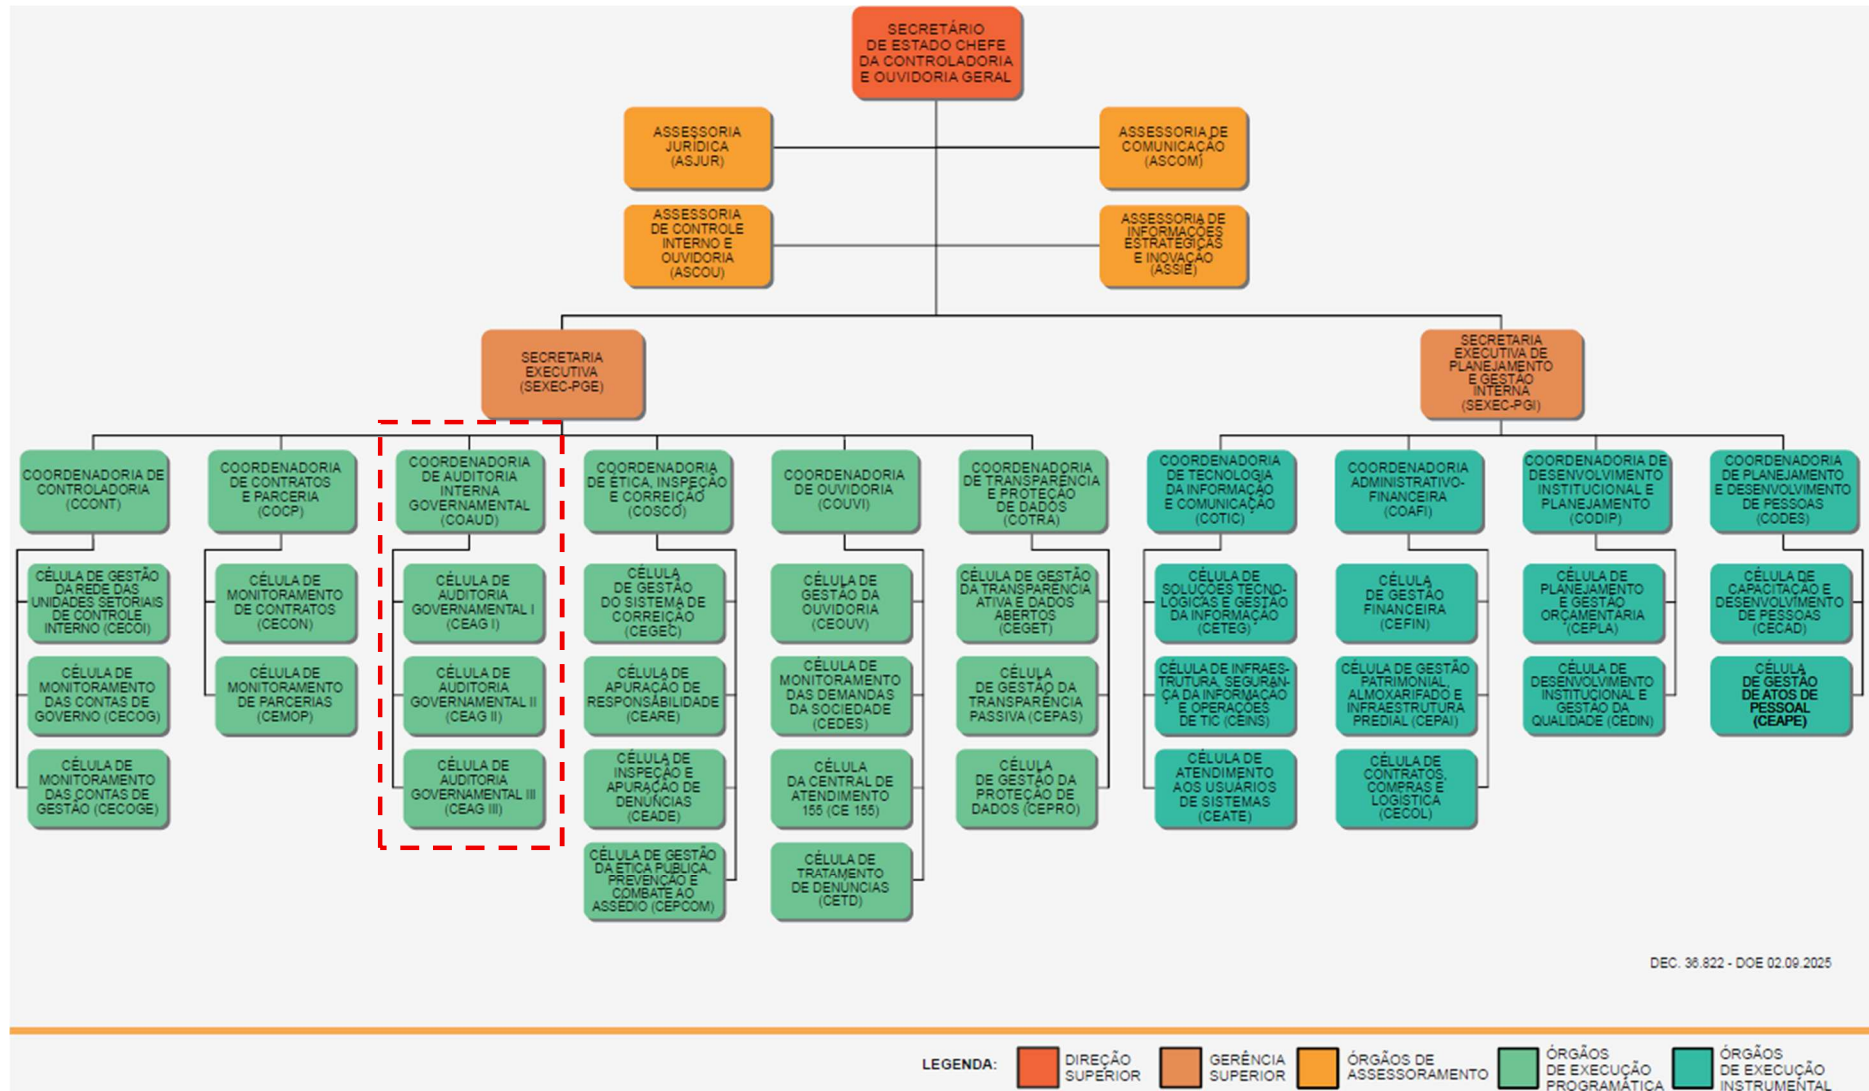 SECRETÁRIO
DE ESTADO CHEFE
DA CONTROLADORIA
E OUVIDORIA GERAL
ASSESSORIA
JURÍDICA
(ASJUR)
ASSESSORIA DE
COMUNICAÇÃO
(ASCOM)
ASSESSORIA
DE CONTROLE
INTERNO E
OUVIDORIA
(ASCOU)
ASSESSORIA DE
INFORMAÇÕES
ESTRATÉGICAS
E INOVAÇÃO
(ASSIE)
SECRETARIA
EXECUTIVA
(SEXEC-PGE)
SECRETARIA
EXECUTIVA DE
PLANEJAMENTO
E GESTÃO
INTERNA
(SEXEC-PGI)
COORDENADORIA DE
CONTROLADORIA
(CCONT)
COORDENADORIA
DE CONTRATOS
E PARCERIA
(COCP)
COORDENADORIA
DE AUDITORIA
INTERNA
GOVERNAMENTAL
(COAUD)
COORDENADORIA
DE ÉTICA, INSPEÇÃO
E CORREIÇÃO
(COSCO)
COORDENADORIA
DE OUVIDORIA
(COUVI)
COORDENADORIA
DE TRANSPARÊNCIA
E PROTEÇÃO
DE DADOS
(COTRA)
COORDENADORIA
DE TECNOLOGIA
DA INFORMAÇÃO
E COMUNICAÇÃO
(COTIC)
COORDENADORIA
ADMINISTRATIVO-
FINANCEIRA
(COAFI)
COORDENADORIA DE
DESENVOLVIMENTO
INSTITUCIONAL E
PLANEJAMENTO
(CODIP)
COORDENADORIA
DE PLANEJAMENTO
E DESENVOLVIMENTO
DE PESSOAS
(CODES)
CÉLULA DE GESTÃO
DA REDE DAS
UNIDADES SETORIAIS
DE CONTROLE
INTERNO (CECOI)
CÉLULA DE
MONITORAMENTO
DE CONTRATOS
(CECON)
CÉLULA DE
AUDITORIA
GOVERNAMENTAL I
(CEAG I)
CÉLULA
DE GESTÃO
DO SISTEMA DE
CORREIÇÃO
(CEGEC)
CÉLULA DE
GESTÃO DA
OUVIDORIA
(CEOUV)
CÉLULA DE GESTÃO
DA TRANSPARÊNCIA
ATIVA E DADOS
ABERTOS
(CEGET)
CÉLULA DE
SOLUÇÕES TECNO-
LÓGICAS E GESTÃO
DA INFORMAÇÃO
(CETEG)
CÉLULA
DE GESTÃO
FINANCEIRA
(CEFIN)
CÉLULA DE
PLANEJAMENTO
E GESTÃO
ORÇAMENTÁRIA
(CEPLA)
CÉLULA DE
CAPACITAÇÃO E
DESENVOLVIMENTO
DE PESSOAS
(CECAD)
CÉLULA DE
MONITORAMENTO
DAS CONTAS DE
GOVERNO (CECOG)
CÉLULA DE
MONITORAMENTO
DE PARCERIAS
(CEMOP)
CÉLULA DE
AUDITORIA
GOVERNAMENTAL II
(CEAG II)
CÉLULA DE
APURAÇÃO DE
RESPONSABILIDADE
(CEARE)
CÉLULA DE
MONITORAMENTO
DAS DEMANDAS
DA SOCIEDADE
(CEDES)
CÉLULA
DE GESTÃO DA
TRANSPARÊNCIA
PASSIVA (CEPAS)
CÉLULA DE INFRAES-
TRUTURA, SEGURAN-
ÇA DA INFORMAÇÃO
E OPERAÇÕES
DE TIC (CEINS)
CÉLULA DE GESTÃO
PATRIMONIAL,
ALMOXARIFADO E
INFRAESTRUTURA
PREDIAL (CEPAI)
CÉLULA DE
DESENVOLVIMENTO
INSTITUCIONAL E
GESTÃO DA
QUALIDADE (CEDIN)
CÉLULA
DE GESTÃO
DE ATOS DE
PESSOAL
(CEAPE)
CÉLULA DE
MONITORAMENTO
DAS CONTAS DE
GESTÃO (CECOGE)
CÉLULA DE
AUDITORIA
GOVERNAMENTAL III
(CEAG III)
CÉLULA DE
INSPEÇÃO E
APURAÇÃO DE
DENÚNCIAS
(CEADE)
CÉLULA
DA CENTRAL DE
ATENDIMENTO
155 (CE 155)
CÉLULA
DE GESTÃO DA
PROTEÇÃO DE
DADOS (CEPRO)
CÉLULA DE
ATENDIMENTO
AOS USUÁRIOS
DE SISTEMAS
(CEATE)
CÉLULA DE
CONTRATOS,
COMPRAS E
LOGÍSTICA
(CECOL)
CÉLULA DE GESTÃO
DA ÉTICA PÚBLICA,
PREVENÇÃO E
COMBATE AO
ASSÉDIO (CEPCOM)
CÉLULA DE
TRATAMENTO
DE DENÚNCIAS
(CETD)
DEC. 36.822 - DOE 02.09.2025
LEGENDA:
DIREÇÃO
SUPERIOR
GERÊNCIA
SUPERIOR
ÓRGÃOS DE
ASSESSORAMENTO
ÓRGÃOS
DE EXECUÇÃO
PROGRAMÁTICA
ÓRGÃOS
DE EXECUÇÃO
INSTRUMENTAL